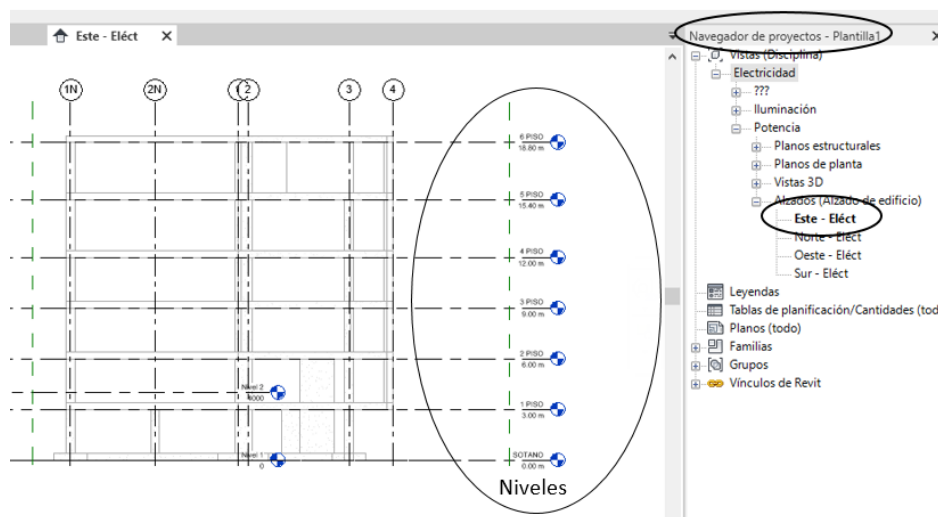 Este - Eléct X
Navegador de proyectos - Plantilla1 X
Vistas (Disciplina)
Electricidad
???
Iluminación
Potencia
Planos estructurales
Planos de planta
Vistas 3D
Alzados (Alzado de edificio)
Este - Eléct
Norte - Eléct
Oeste - Eléct
Sur - Eléct
Leyendas
Tablas de planificación/Cantidades (tod
Planos (todo)
Familias
Grupos
Vínculos de Revit
1N 2N 2 3 4
6 PISO
18.80 m
5 PISO
15.40 m
4 PISO
12.00 m
3 PISO
9.00 m
2 PISO
6.00 m
Nivel 2
4000
1 PISO
3.00 m
Nivel 1
0
SOTANO
0.00 m
Niveles